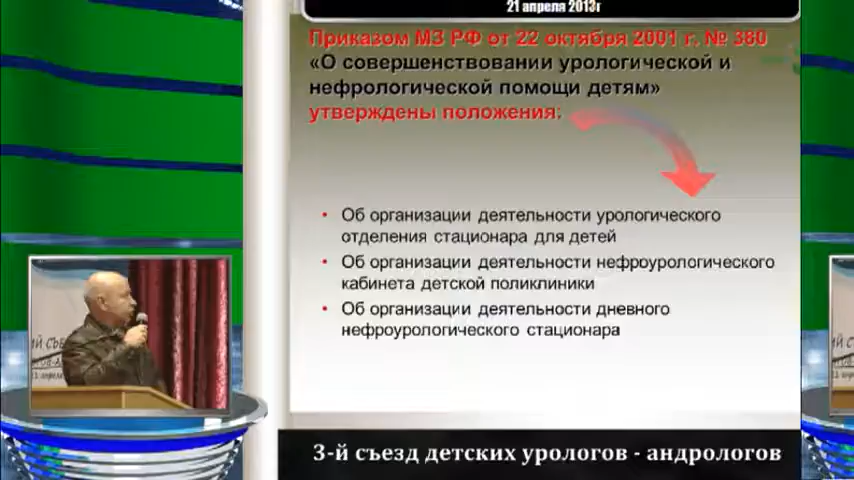 21 апреля 2013г
Приказом МЗ РФ от 22 октября 2001 г. № 380
«О совершенствовании урологической и
нефрологической помощи детям»
утверждены положения:
• Об организации деятельности урологического
отделения стационара для детей
• Об организации деятельности нефроурологического
кабинета детской поликлиники
• Об организации деятельности дневного
нефроурологического стационара
3-й съезд детских урологов - андрологов